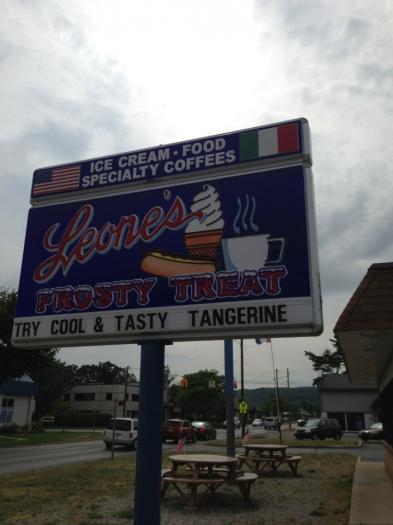 ICE CREAM · FOOD
SPECIALTY COFFEES
Leone's
FROSTY TREAT
TRY COOL & TASTY TANGERINE